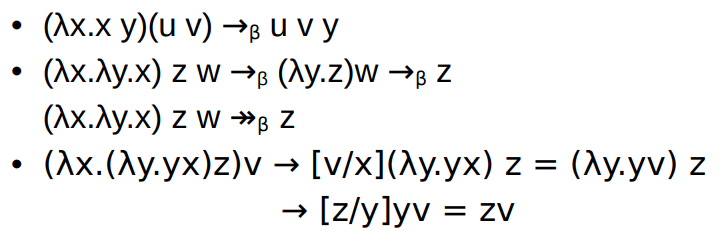 • (λx.x y)(u v) →β u v y
• (λx.λy.x) z w →β (λy.z)w →β z
(λx.λy.x) z w ↠β z
• (λx.(λy.yx)z)v → [v/x](λy.yx) z = (λy.yv) z
→ [z/y]yv = zv